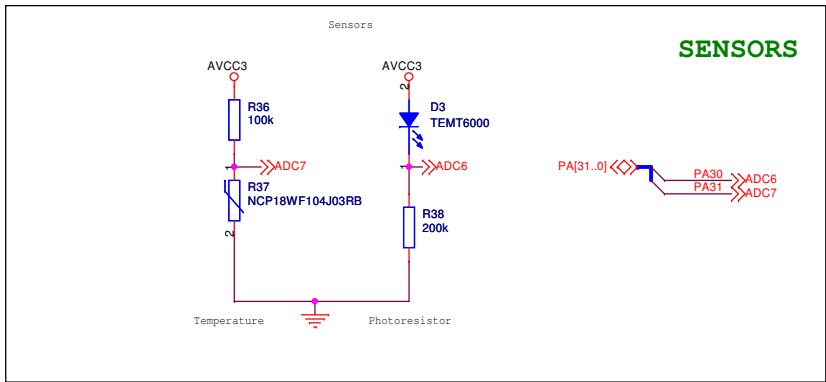 Sensors
SENSORS
AVCC3
AVCC3
2
R36
100k
D3
TEMT6000
1
ADC7
1
ADC6
PA[31..0]
PA30
ADC6
PA31
ADC7
R37
NCP18WF104J03RB
2
R38
200k
Temperature
Photoresistor